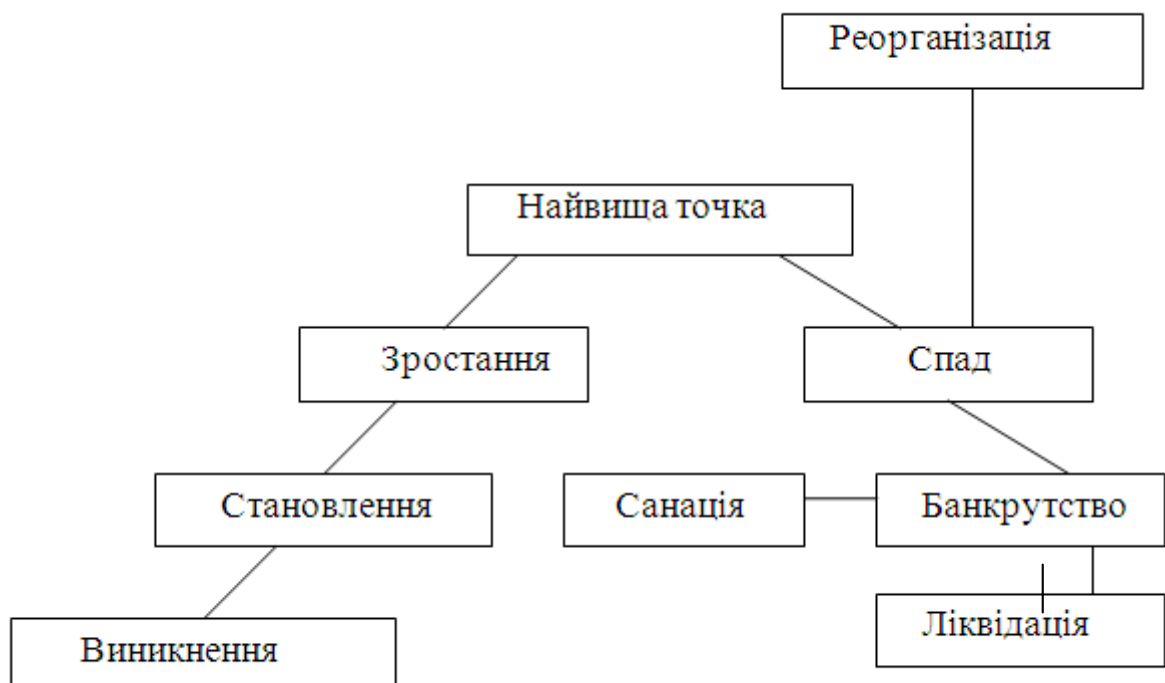 Реорганізація
Найвища точка
Зростання
Спад
Становлення
Санація
Банкрутство
Ліквідація
Виникнення